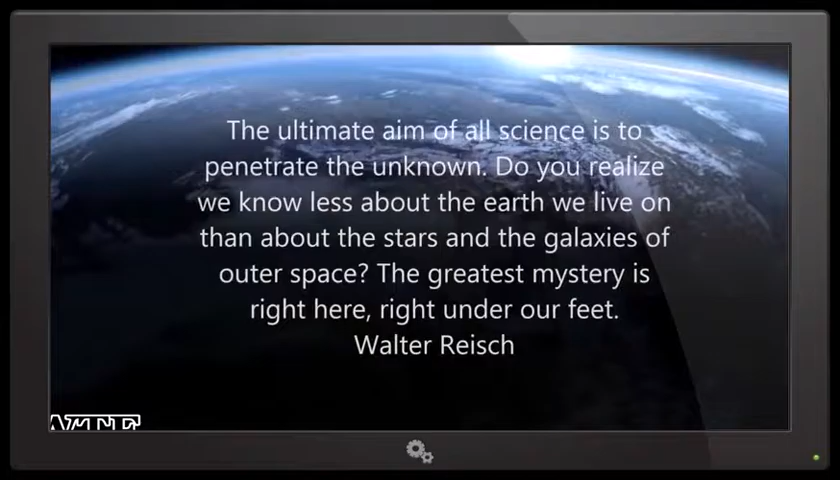 The ultimate aim of all science is to
penetrate the unknown. Do you realize
we know less about the earth we live on
than about the stars and the galaxies of
outer space? The greatest mystery is
right here, right under our feet.
Walter Reisch